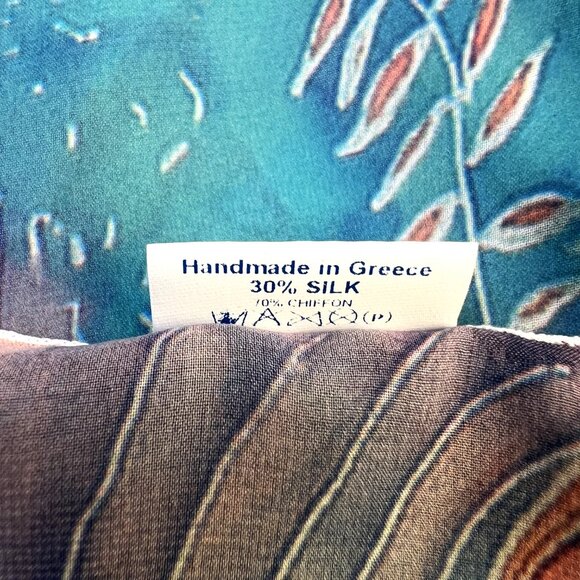 Handmade in Greece
30% SILK
70% CHIFFON
(P)